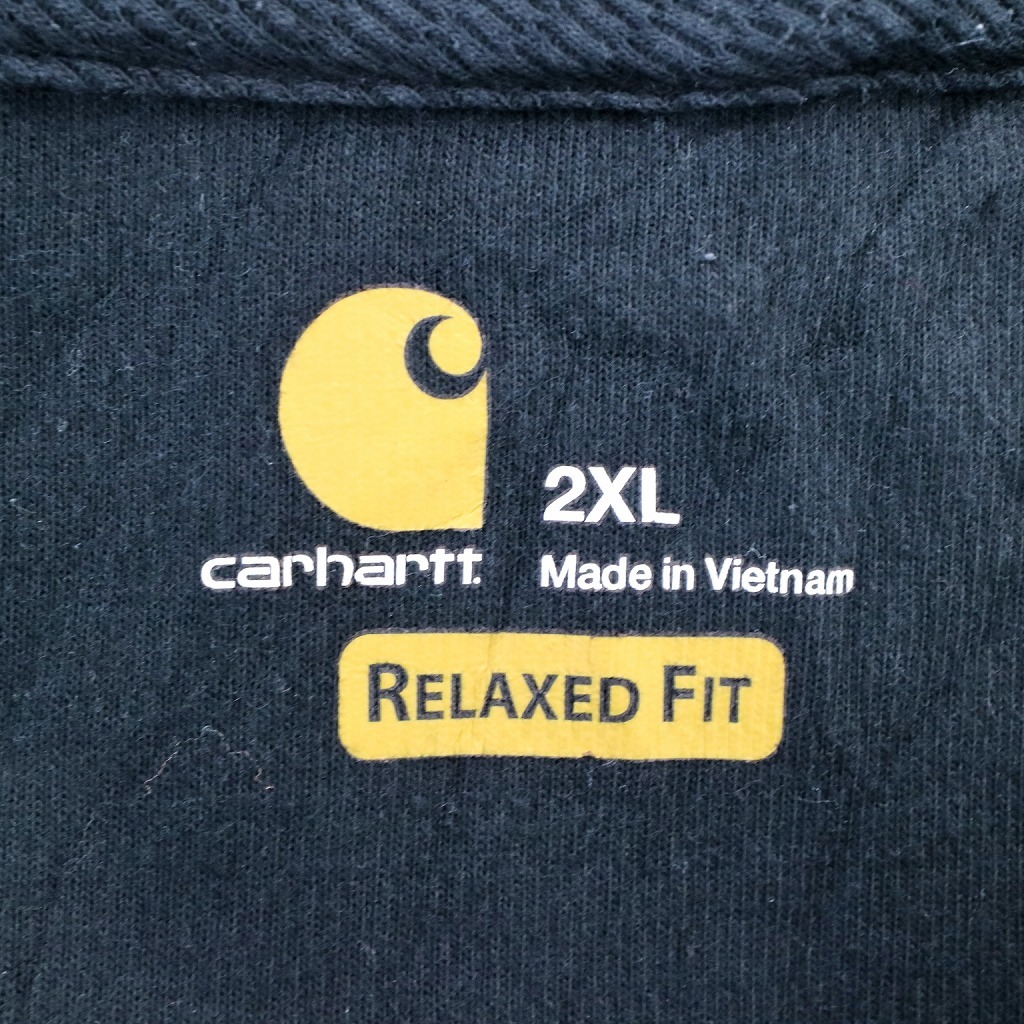 2XL
carhartt.
Made in Vietnam
RELAXED FIT